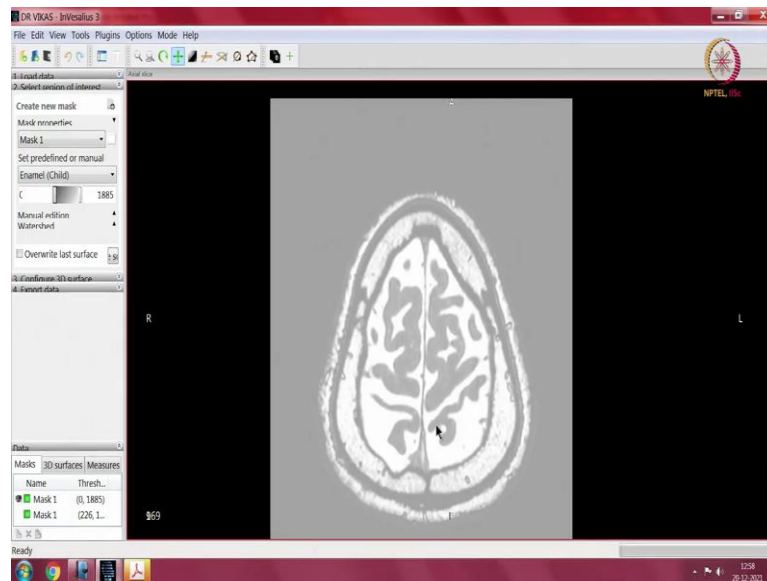 DR VIKAS - InVesalius 3
File Edit View Tools Plugins Options Mode Help
1. Load data
2. Select region of interest
Create new mask
Mask properties
Mask 1
Set predefined or manual
Enamel (Child)
1885
Manual edition
Watershed
Overwrite last surface
3. Configure 3D surface
4. Export data
Data
Masks 3D surfaces Measures
Name Thresh...
Mask 1 (0, 1885)
Mask 1 (226, 1...
Ready
Axial slice
R
L
NPTEL, IISc
12:58
28-12-2021